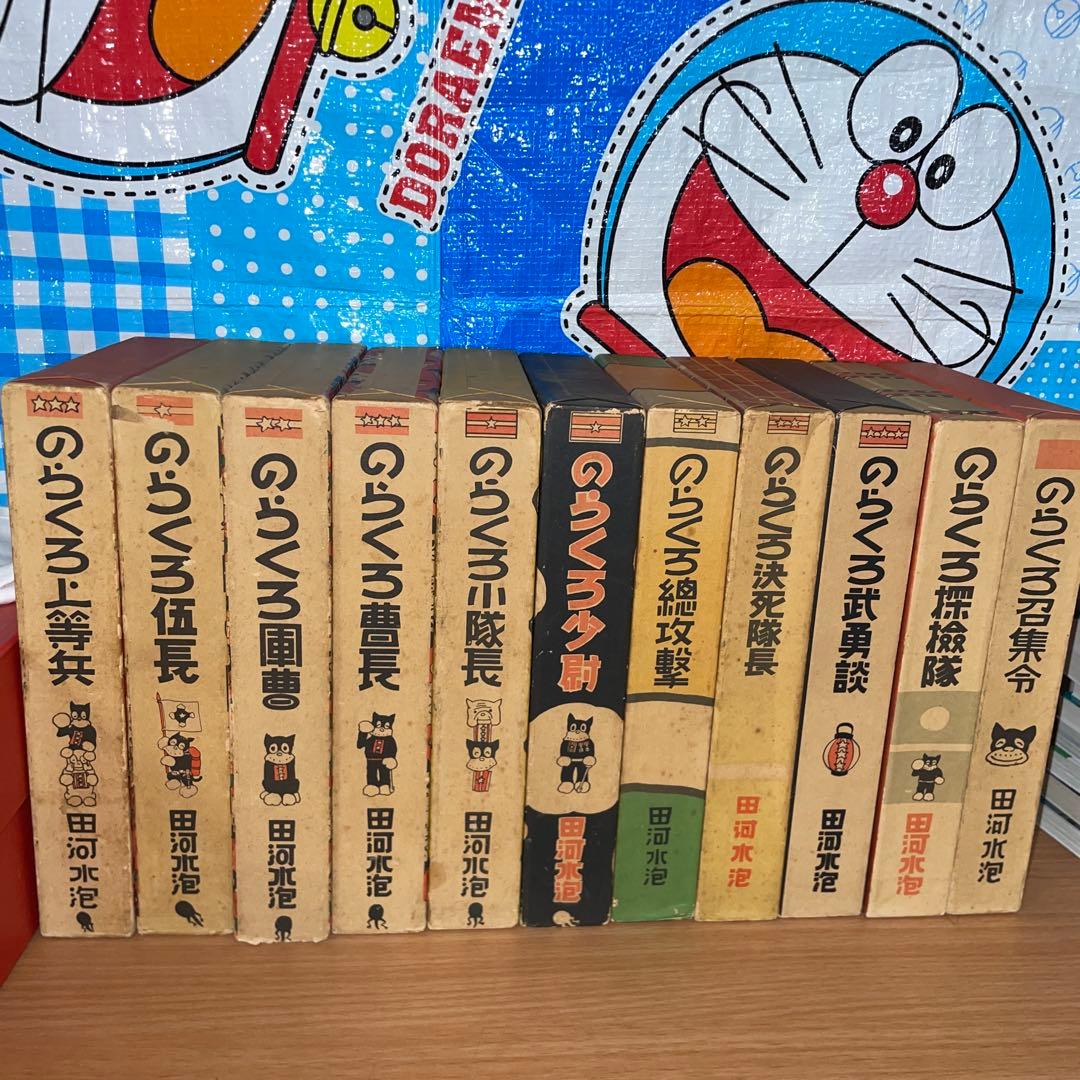 DORAEM
のらくろ上等兵
田河水泡
のらくろ伍長
田河水泡
のらくろ軍曹
田河水泡
のらくろ曹長
田河水泡
のらくろ小隊長
田河水泡
のらくろ少尉
田河水泡
のらくろ總攻撃
田河水泡
のらくろ決死隊長
田河水泡
のらくろ武勇談
田河水泡
のらくろ探檢隊
田河水泡
のらくろ召集令
田河水泡